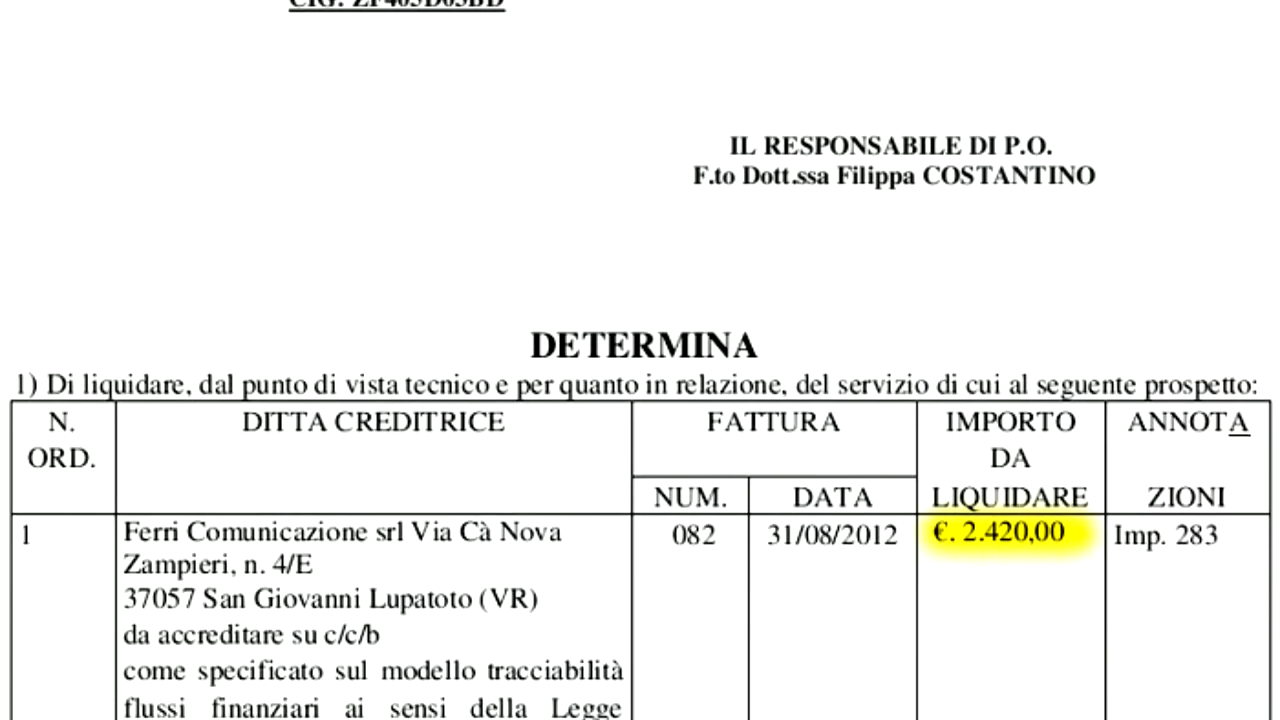 IL RESPONSABILE DI P.O.
F.to Dott.ssa Filippa COSTANTINO
DETERMINA
1) Di liquidare, dal punto di vista tecnico e per quanto in relazione, del servizio di cui al seguente prospetto:
N. ORD.
DITTA CREDITRICE
FATTURA
NUM.
DATA
IMPORTO
DA
LIQUIDARE
ANNOTA
ZIONI
1
Ferri Comunicazione srl Via Cà Nova
Zampieri, n. 4/E
37057 San Giovanni Lupatoto (VR)
da accreditare su c/c/b
come specificato sul modello tracciabilità
flussi finanziari ai sensi della Legge
082
31/08/2012
€. 2.420,00
Imp. 283